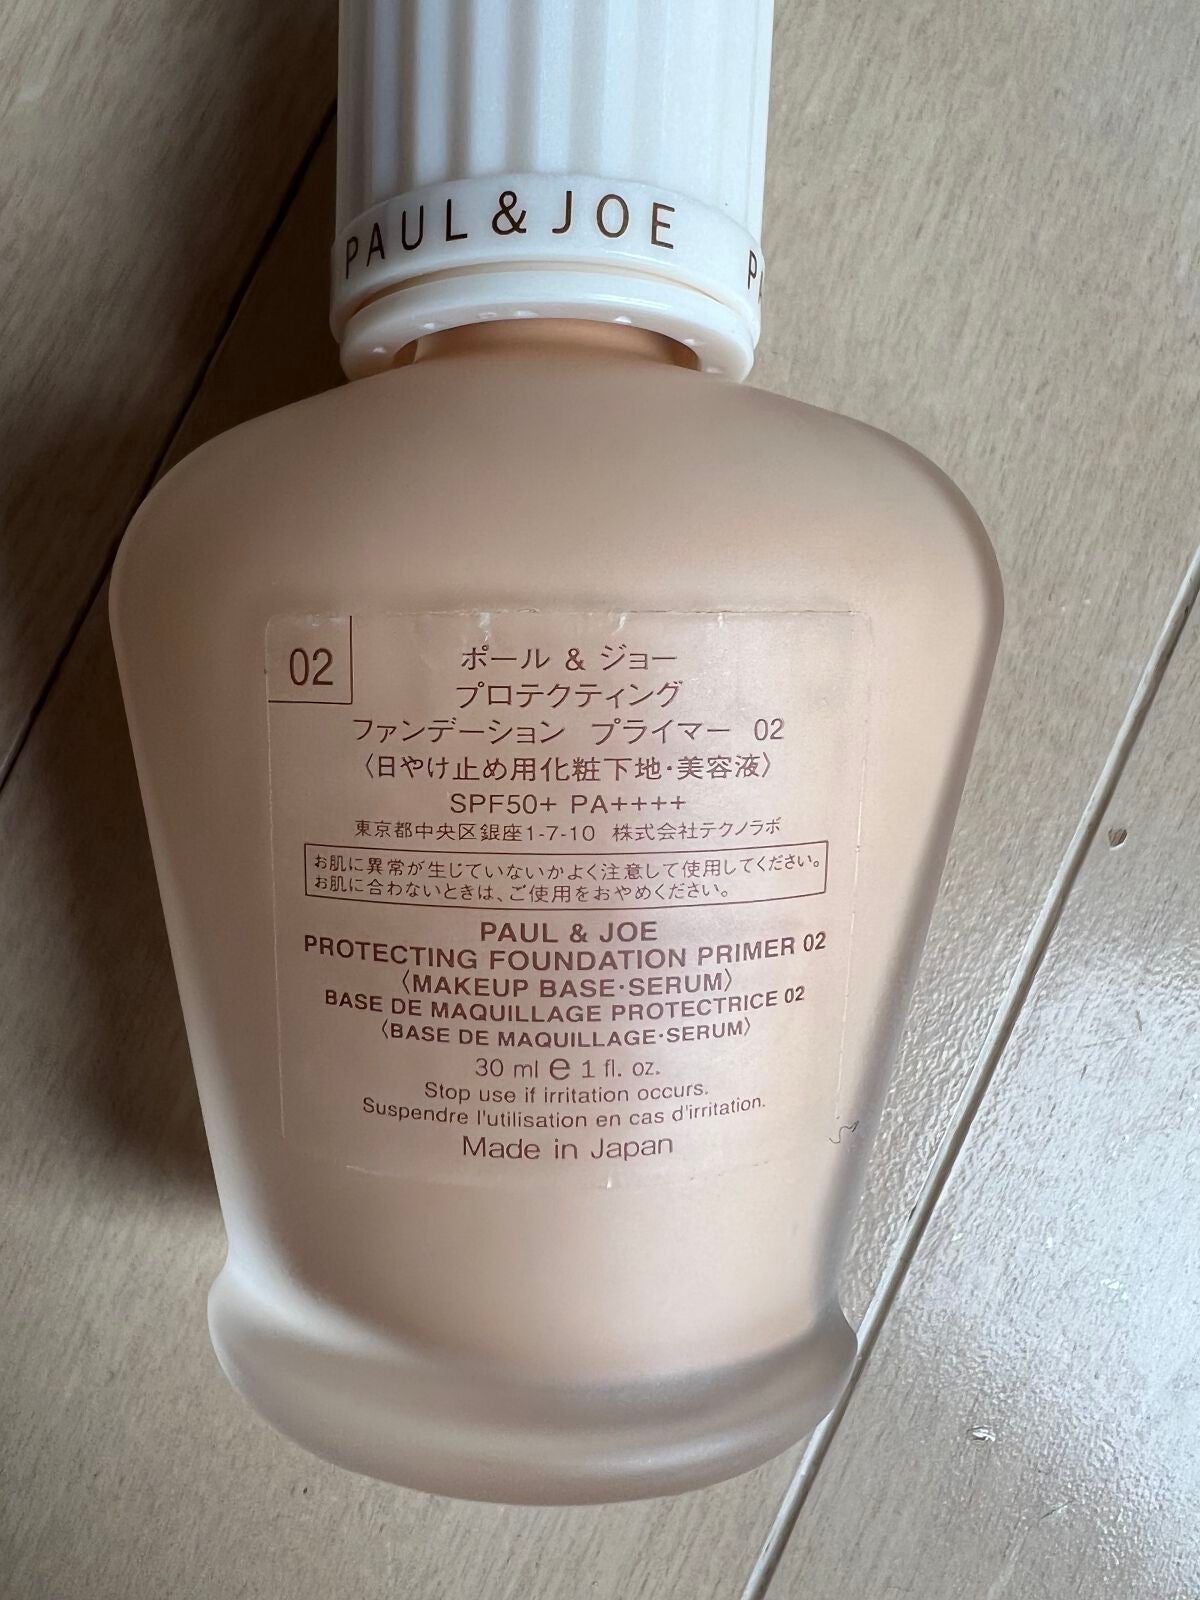 PAUL & JOE
02
ポール & ジョー
プロテクティング
ファンデーション プライマー 02
〈日やけ止め用化粧下地・美容液〉
SPF50+ PA++++
東京都中央区銀座1-7-10 株式会社テクノラボ
お肌に異常が生じていないかよく注意して使用してください。
お肌に合わないときは、ご使用をおやめください。
PAUL & JOE
PROTECTING FOUNDATION PRIMER 02
〈MAKEUP BASE·SERUM〉
BASE DE MAQUILLAGE PROTECTRICE 02
〈BASE DE MAQUILLAGE·SERUM〉
30 ml ℮ 1 fl. oz.
Stop use if irritation occurs.
Suspendre l'utilisation en cas d'irritation.
Made in Japan